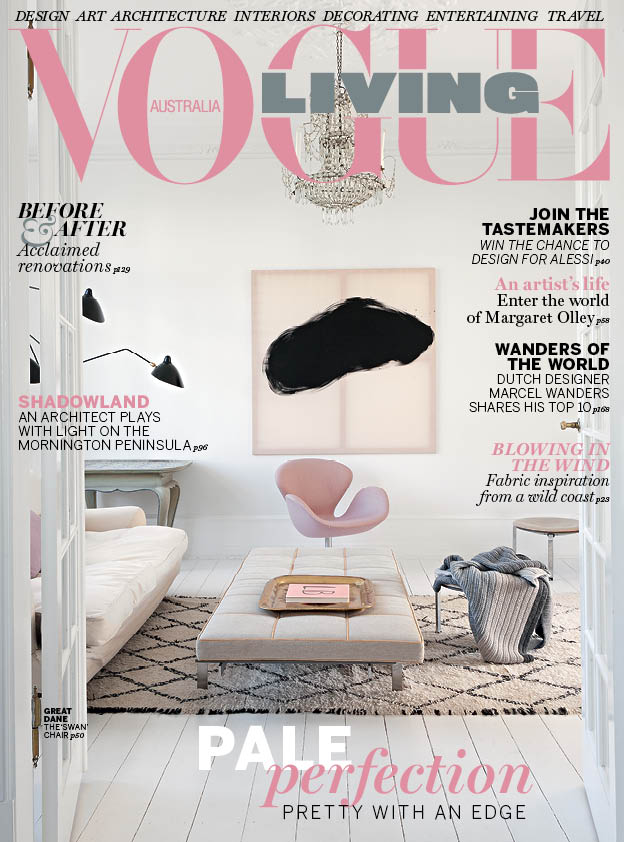 DESIGN ART ARCHITECTURE INTERIORS DECORATING ENTERTAINING TRAVEL
VOGUE
AUSTRALIA
LIVING
BEFORE
& AFTER
Acclaimed
renovations p129
SHADOWLAND
AN ARCHITECT PLAYS
WITH LIGHT ON THE
MORNINGTON PENINSULA p96
JOIN THE
TASTEMAKERS
WIN THE CHANCE TO
DESIGN FOR ALESSI p40
An artist's life
Enter the world
of Margaret Olley p58
WANDERS OF
THE WORLD
DUTCH DESIGNER
MARCEL WANDERS
SHARES HIS TOP 10 p168
BLOWING IN
THE WIND
Fabric inspiration
from a wild coast p23
GREAT
DANE
THE 'SWAN'
CHAIR p50
PALE
perfection
PRETTY WITH AN EDGE